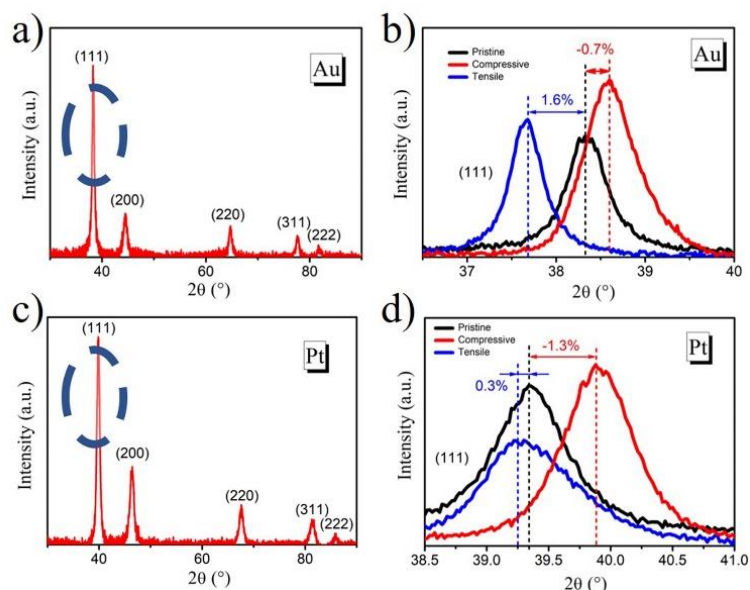 a)
(111)
Au
(200)
(220)
(311)
(222)
Intensity (a.u.)
40
60
80
2θ (°)
b)
Pristine
Compressive
Tensile
-0.7%
Au
1.6%
(111)
Intensity (a.u.)
37
38
39
40
2θ (°)
c)
(111)
Pt
(200)
(220)
(311)
(222)
Intensity (a.u.)
40
60
80
2θ (°)
d)
Pristine
Compressive
Tensile
-1.3%
Pt
0.3%
(111)
Intensity (a.u.)
38.5
39.0
39.5
40.0
40.5
41.0
2θ (°)